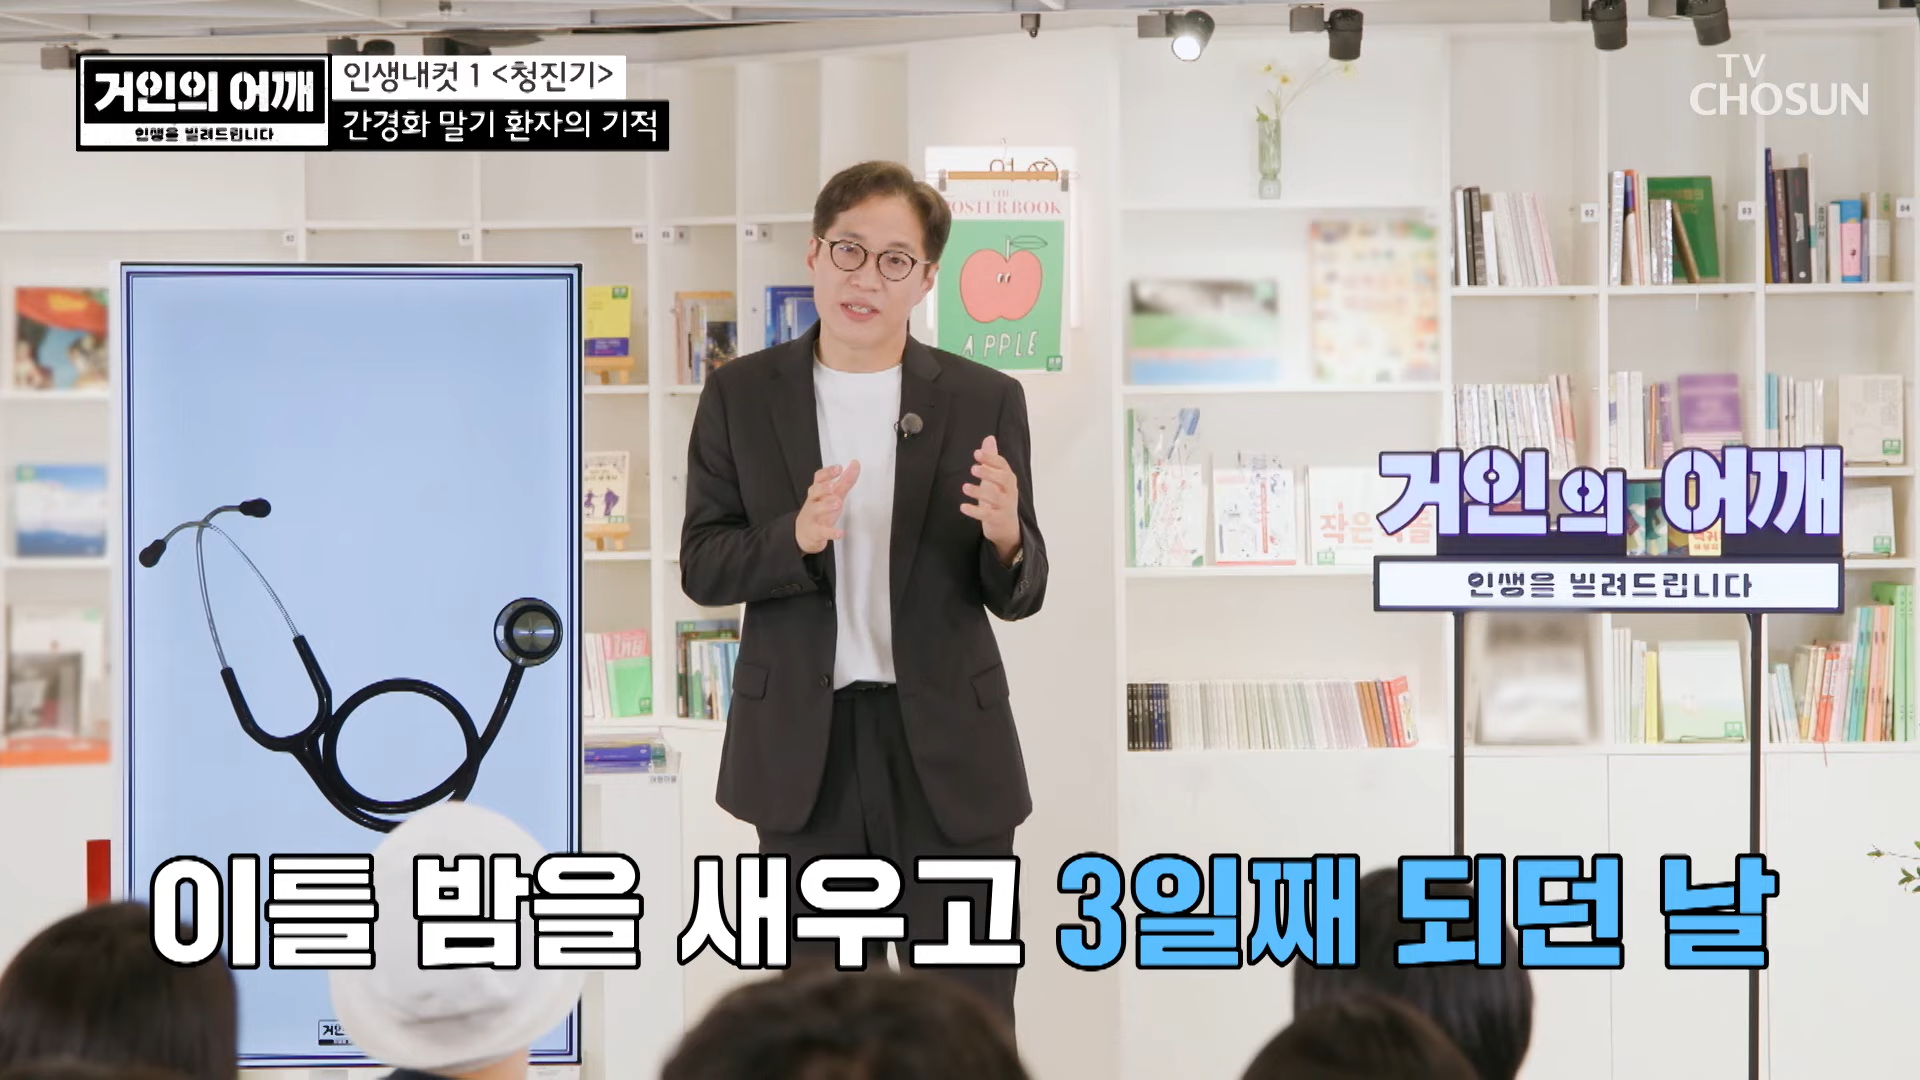 거인의 어깨
인생을 빌려드립니다
인생내컷 1 <청진기>
간경화 말기 환자의 기적
TV
CHOSUN
THE
POSTER BOOK
APPLE
거인의 어깨
인생을 빌려드립니다
이틀 밤을 새우고 3일째 되던 날